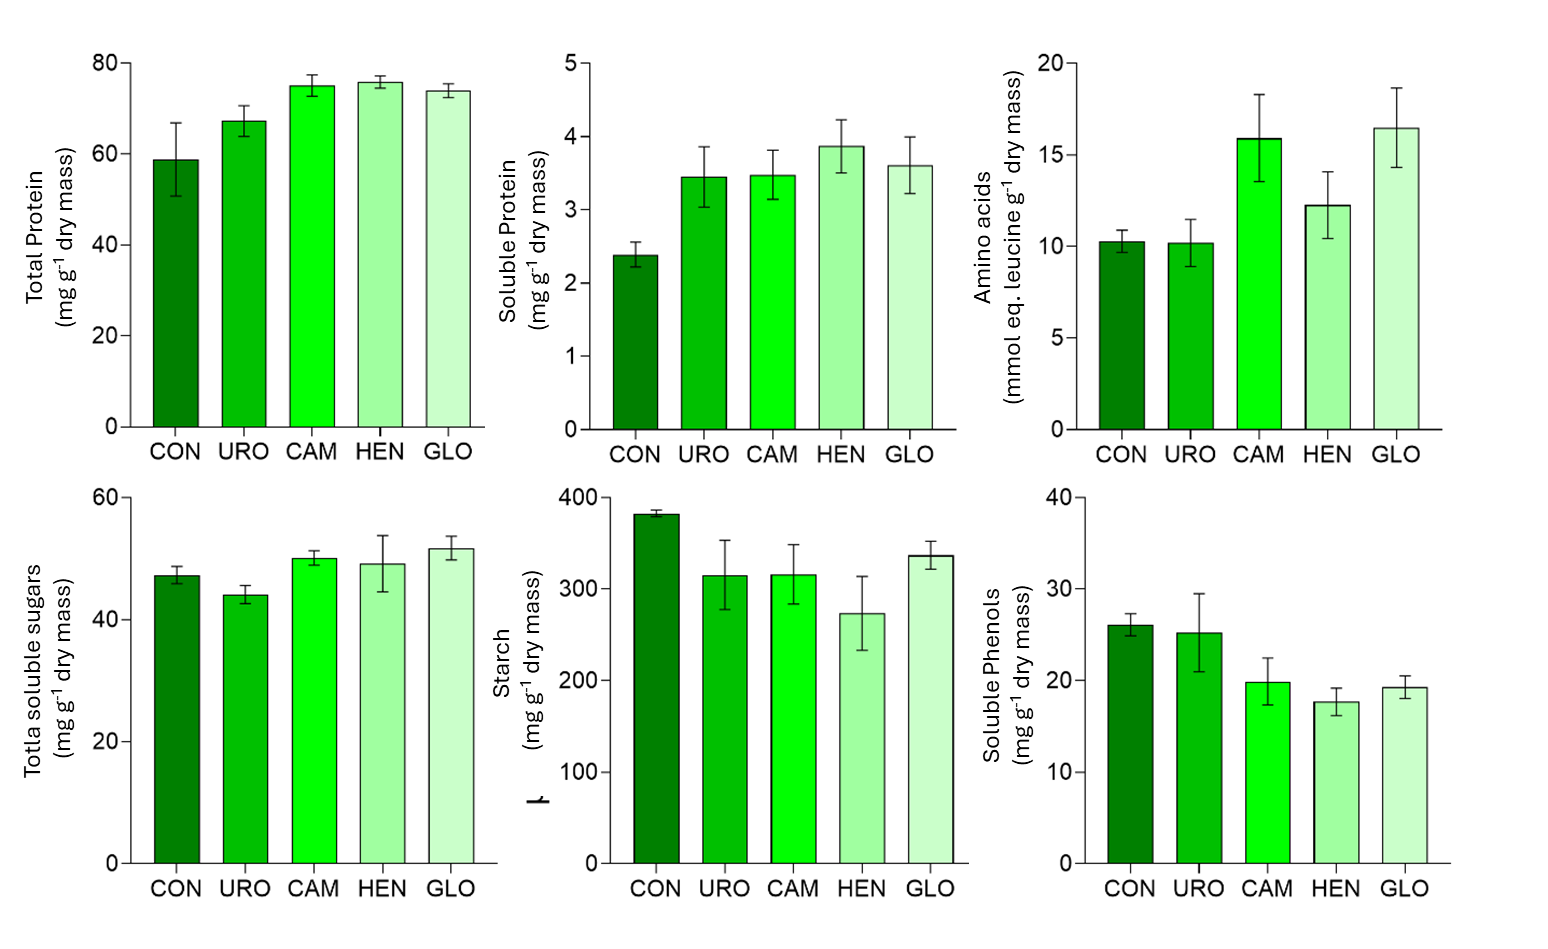 Total Protein
(mg g⁻¹ dry mass)
80
60
40
20
0
CON URO CAM HEN GLO
Soluble Protein
(mg g⁻¹ dry mass)
5
4
3
2
1
0
CON URO CAM HEN GLO
Amino acids
(mmol eq. leucine g⁻¹ dry mass)
20
15
10
5
0
CON URO CAM HEN GLO
Totla soluble sugars
(mg g⁻¹ dry mass)
60
40
20
0
CON URO CAM HEN GLO
Starch
(mg g⁻¹ dry mass)
400
300
200
100
0
CON URO CAM HEN GLO
Soluble Phenols
(mg g⁻¹ dry mass)
40
30
20
10
0
CON URO CAM HEN GLO